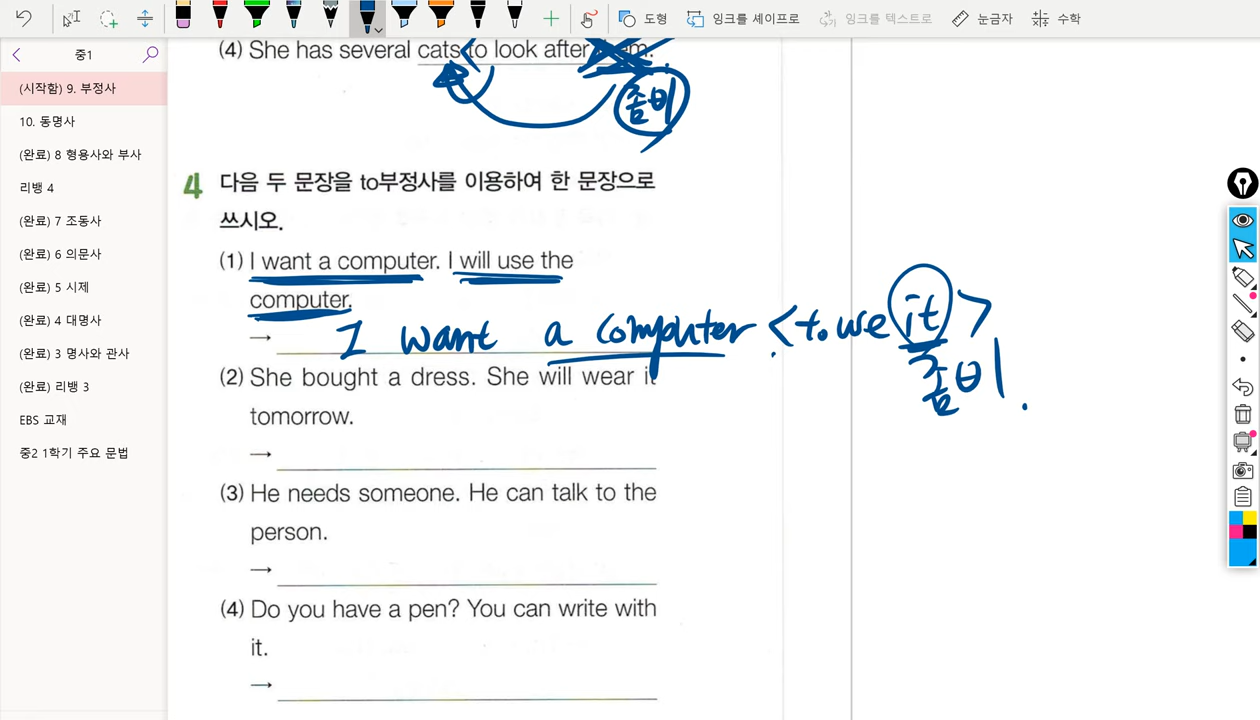 도형
잉크를 셰이프로
잉크를 텍스트로
눈금자
수학
중1
(시작함) 9. 부정사
10. 동명사
(완료) 8 형용사와 부사
리뱅 4
(완료) 7 조동사
(완료) 6 의문사
(완료) 5 시제
(완료) 4 대명사
(완료) 3 명사와 관사
(완료) 리뱅 3
EBS 교재
중2 1학기 주요 문법
(4) She has several cats to look after them.
좀비
4 다음 두 문장을 to부정사를 이용하여 한 문장으로
쓰시오.
(1) I want a computer. I will use the
computer.
→ I want a computer <to use it>
좀비.
(2) She bought a dress. She will wear it
tomorrow.
→
(3) He needs someone. He can talk to the
person.
→
(4) Do you have a pen? You can write with
it.
→